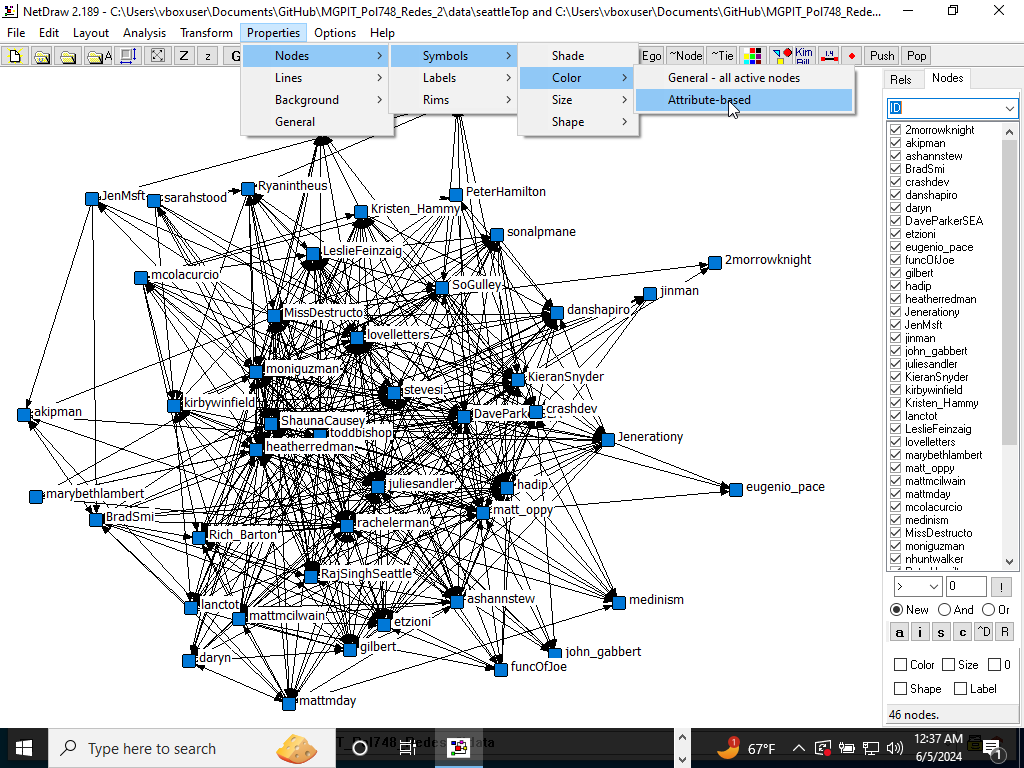 NetDraw 2.189 - C:\Users\vboxuser\Documents\GitHub\MGPIT_Pol748_Redes_2\data\seattleTop and C:\Users\vboxuser\Documents\GitHub\MGPIT_Pol748_Rede...
File Edit Layout Analysis Transform Properties Options Help
Z z G Ego ~Node ~Tie Kim Bill Push Pop
Nodes Symbols Shade
Lines Labels Color General - all active nodes
Background Rims Size Attribute-based
General Shape
Rels Nodes
ID
2morrowknight
akipman
ashannstew
BradSmi
crashdev
danshapiro
daryn
DaveParkerSEA
etzioni
eugenio_pace
funcOfJoe
gilbert
hadip
heatherredman
Jenerationy
JenMsft
jinman
john_gabbert
juliesandler
KieranSnyder
kirbywinfield
Kristen_Hammy
lanctot
LeslieFeinzaig
lovelletters
marybethlambert
matt_oppy
mattmcilwain
mattmday
mcolacurcio
medinism
MissDestructo
moniguzman
nhuntwalker
> 0 !
New And Or
a i s c ^D R
Color Size 0
Shape Label
46 nodes.
Ryanintheus
JenMsft
sarahstood
PeterHamilton
Kristen_Hammy
sonalpmane
LeslieFeinzaig
2morrowknight
mcolacurcio
SoGulley
jinman
MissDestructo
danshapiro
lovelletters
moniguzman
KieranSnyder
stevesi
kirbywinfield
akipman
DavePark
crashdev
ShaunaCausey
toddbishop
Jenerationy
heatherredman
juliesandler
hadip
eugenio_pace
marybethlambert
matt_oppy
BradSmi
rachelerman
Rich_Barton
RajSinghSeattle
lanctot
ashannstew
medinism
mattmcilwain
etzioni
gilbert
john_gabbert
daryn
funcOfJoe
mattmday
Type here to search
1
67°F
12:37 AM
6/5/2024
1